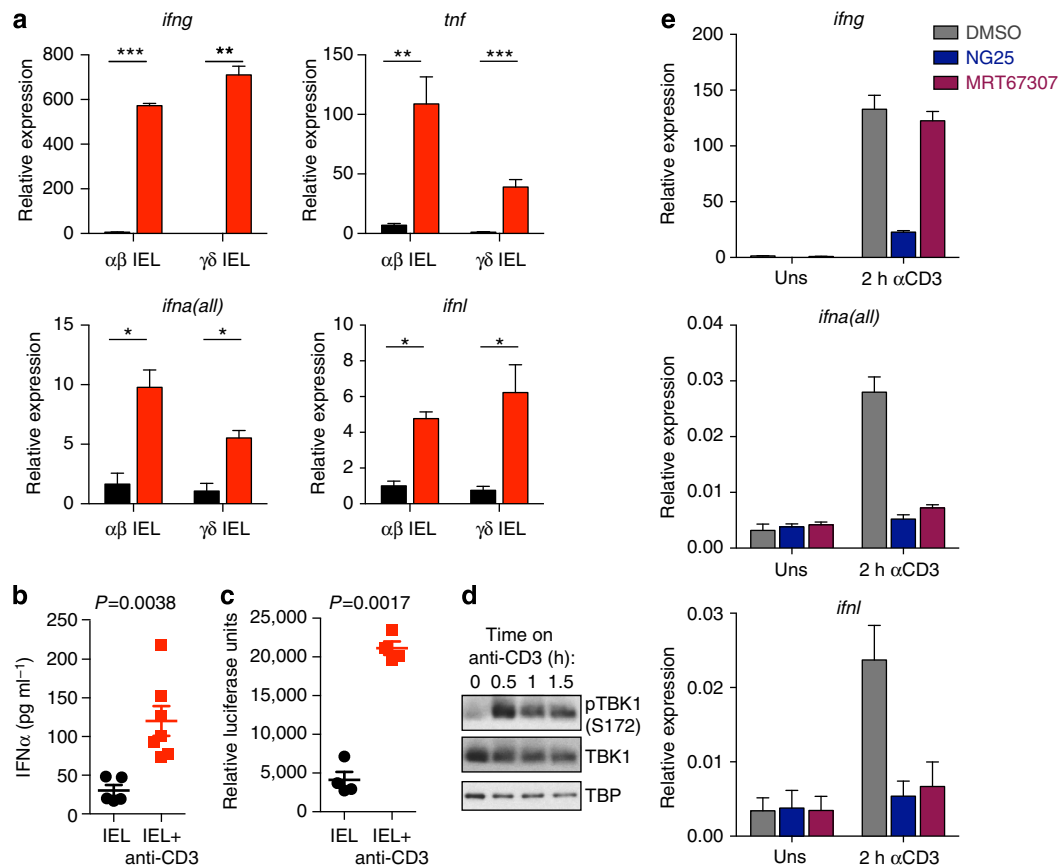 a
ifng
Relative expression
800
600
400
200
0
***
**
αβ IEL
γδ IEL
tnf
Relative expression
150
100
50
0
**
***
αβ IEL
γδ IEL
ifna(all)
Relative expression
15
10
5
0
*
*
αβ IEL
γδ IEL
ifnl
Relative expression
8
6
4
2
0
*
*
αβ IEL
γδ IEL
b
P=0.0038
IFNα (pg ml−1)
250
200
150
100
50
0
IEL
IEL+
anti-CD3
c
P=0.0017
Relative luciferase units
25,000
20,000
15,000
10,000
5,000
0
IEL
IEL+
anti-CD3
d
Time on
anti-CD3 (h):
0 0.5 1 1.5
pTBK1
(S172)
TBK1
TBP
e
ifng
DMSO
NG25
MRT67307
Relative expression
200
150
100
50
0
Uns
2 h αCD3
ifna(all)
Relative expression
0.04
0.03
0.02
0.01
0.00
Uns
2 h αCD3
ifnl
Relative expression
0.03
0.02
0.01
0.00
Uns
2 h αCD3